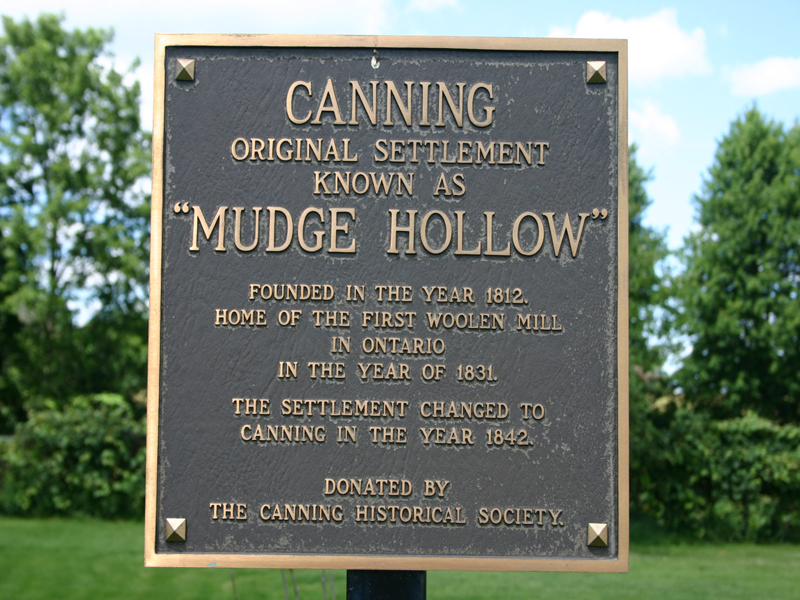 CANNING
ORIGINAL SETTLEMENT
KNOWN AS
“MUDGE HOLLOW”
FOUNDED IN THE YEAR 1812.
HOME OF THE FIRST WOOLEN MILL
IN ONTARIO
IN THE YEAR OF 1831.
THE SETTLEMENT CHANGED TO
CANNING IN THE YEAR 1842.
DONATED BY
THE CANNING HISTORICAL SOCIETY.